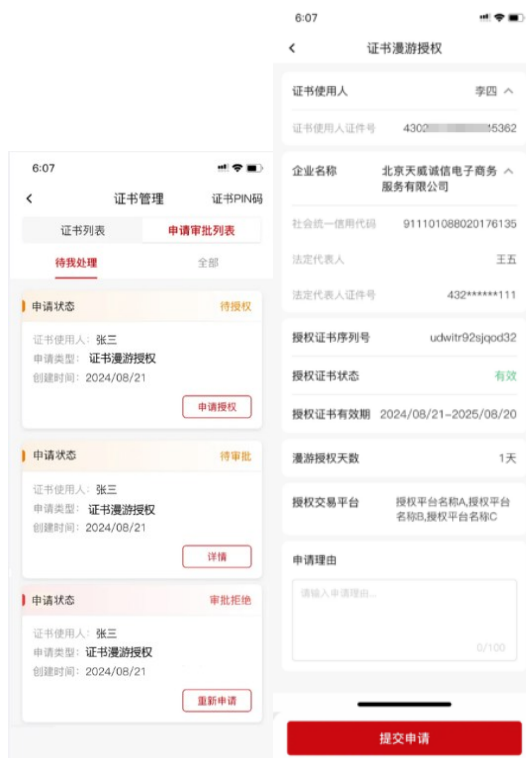 6:07
证书管理
证书PIN码
证书列表
申请审批列表
待我处理
全部
申请状态
待授权
证书使用人：张三
申请类型：证书漫游授权
创建时间：2024/08/21
申请授权
申请状态
待审批
证书使用人：张三
申请类型：证书漫游授权
创建时间：2024/08/21
详情
申请状态
审批拒绝
证书使用人：张三
申请类型：证书漫游授权
创建时间：2024/08/21
重新申请
6:07
证书漫游授权
证书使用人
李四
证书使用人证件号
4302
5362
企业名称
北京天威诚信电子商务
服务有限公司
社会统一信用代码
911101088020176135
法定代表人
王五
法定代表人证件号
432******111
授权证书序列号
udwitr92sjqod32
授权证书状态
有效
授权证书有效期
2024/08/21-2025/08/20
漫游授权天数
1天
授权交易平台
授权平台名称A,授权平台
名称B,授权平台名称C
申请理由
请输入申请理由...
0/100
提交申请